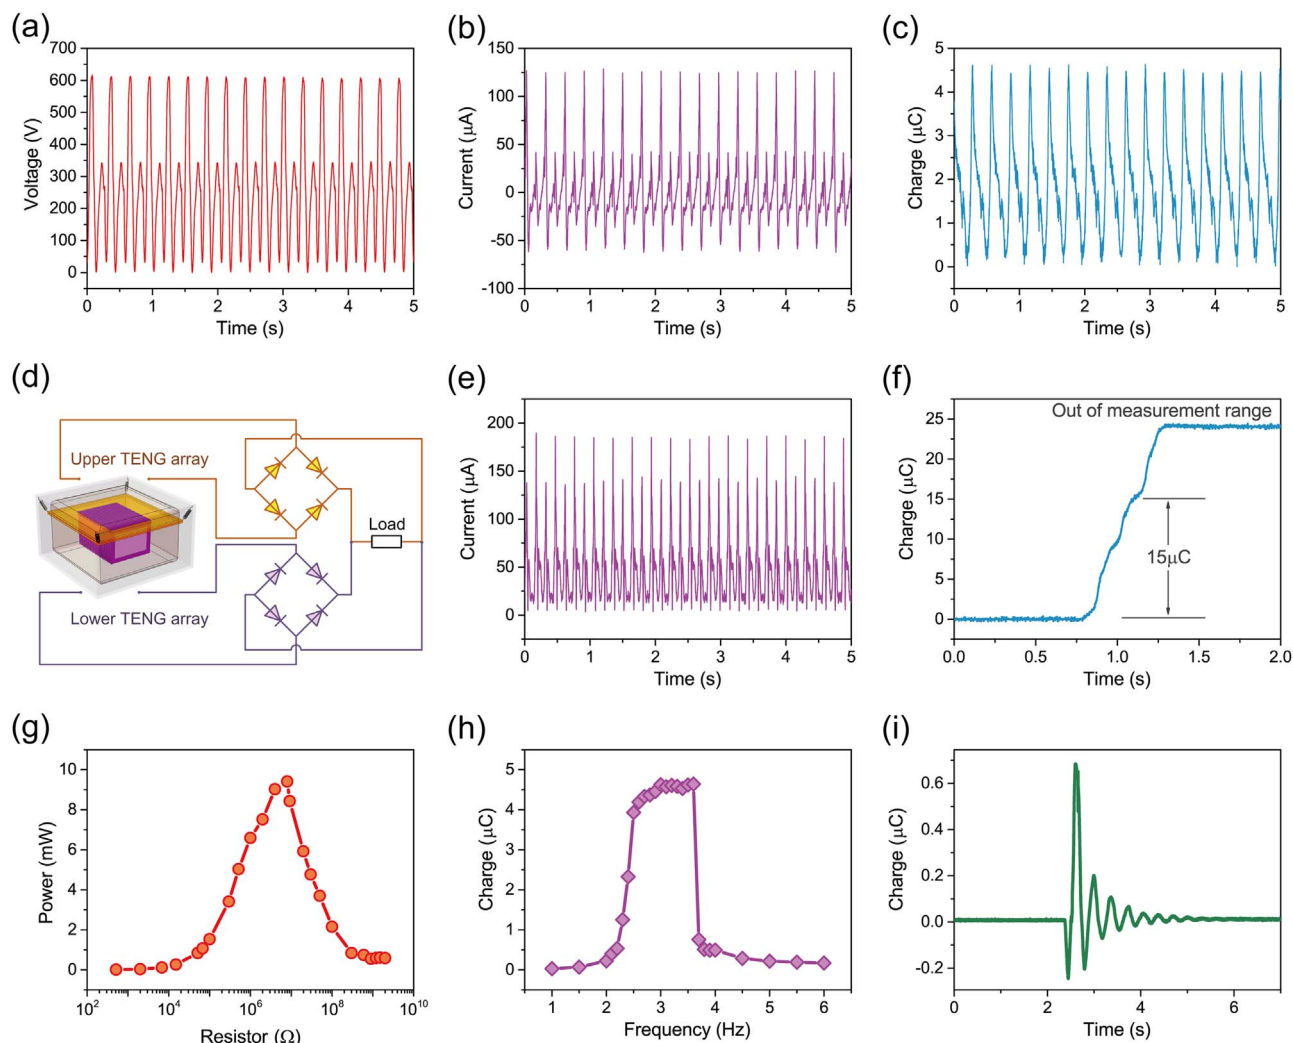 (a)
700
600
500
400
300
200
100
0
Voltage (V)
0 1 2 3 4 5
Time (s)
(b)
150
100
50
0
-50
-100
Current (μA)
0 1 2 3 4 5
Time (s)
(c)
5
4
3
2
1
0
Charge (μC)
0 1 2 3 4 5
Time (s)
(d)
Upper TENG array
Load
Lower TENG array
(e)
200
150
100
50
0
Current (μA)
0 1 2 3 4 5
Time (s)
(f)
Out of measurement range
25
20
15
10
5
0
Charge (μC)
15μC
0.0 0.5 1.0 1.5 2.0
Time (s)
(g)
10
8
6
4
2
0
Power (mW)
10² 10⁴ 10⁶ 10⁸ 10¹⁰
Resistor (Ω)
(h)
5
4
3
2
1
0
Charge (μC)
1 2 3 4 5 6
Frequency (Hz)
(i)
0.6
0.4
0.2
0.0
-0.2
Charge (μC)
0 2 4 6
Time (s)